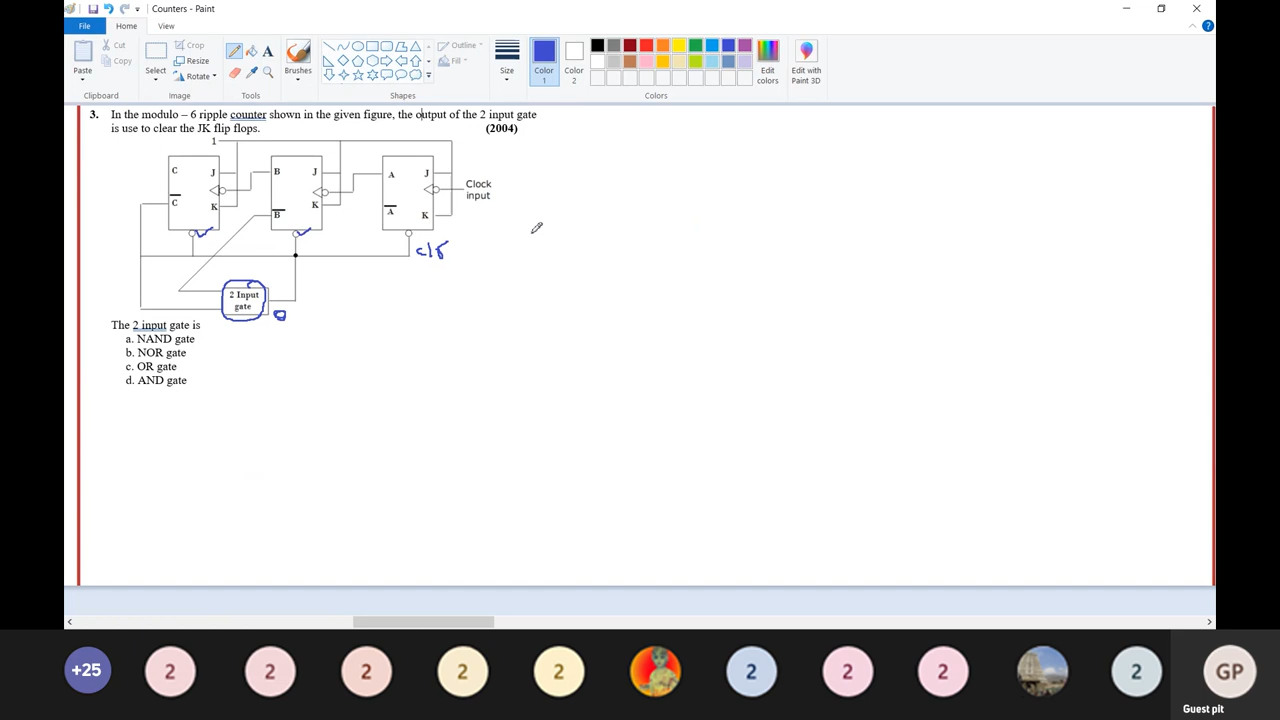 Counters - Paint
File Home View
Paste
Cut
Copy
Clipboard
Select
Crop
Resize
Rotate
Image
A
Tools
Brushes
Shapes
Outline
Fill
Size
Color
1
Color
2
Edit
colors
Edit with
Paint 3D
Colors
3. In the modulo – 6 ripple counter shown in the given figure, the output of the 2 input gate
is use to clear the JK flip flops. (2004)
1
C J B J A J
Clock
input
C K B K A K
clr
2 Input
gate
0
The 2 input gate is
a. NAND gate
b. NOR gate
c. OR gate
d. AND gate
+25 2 2 2 2 2 2 2 2 2 GP
Guest pit